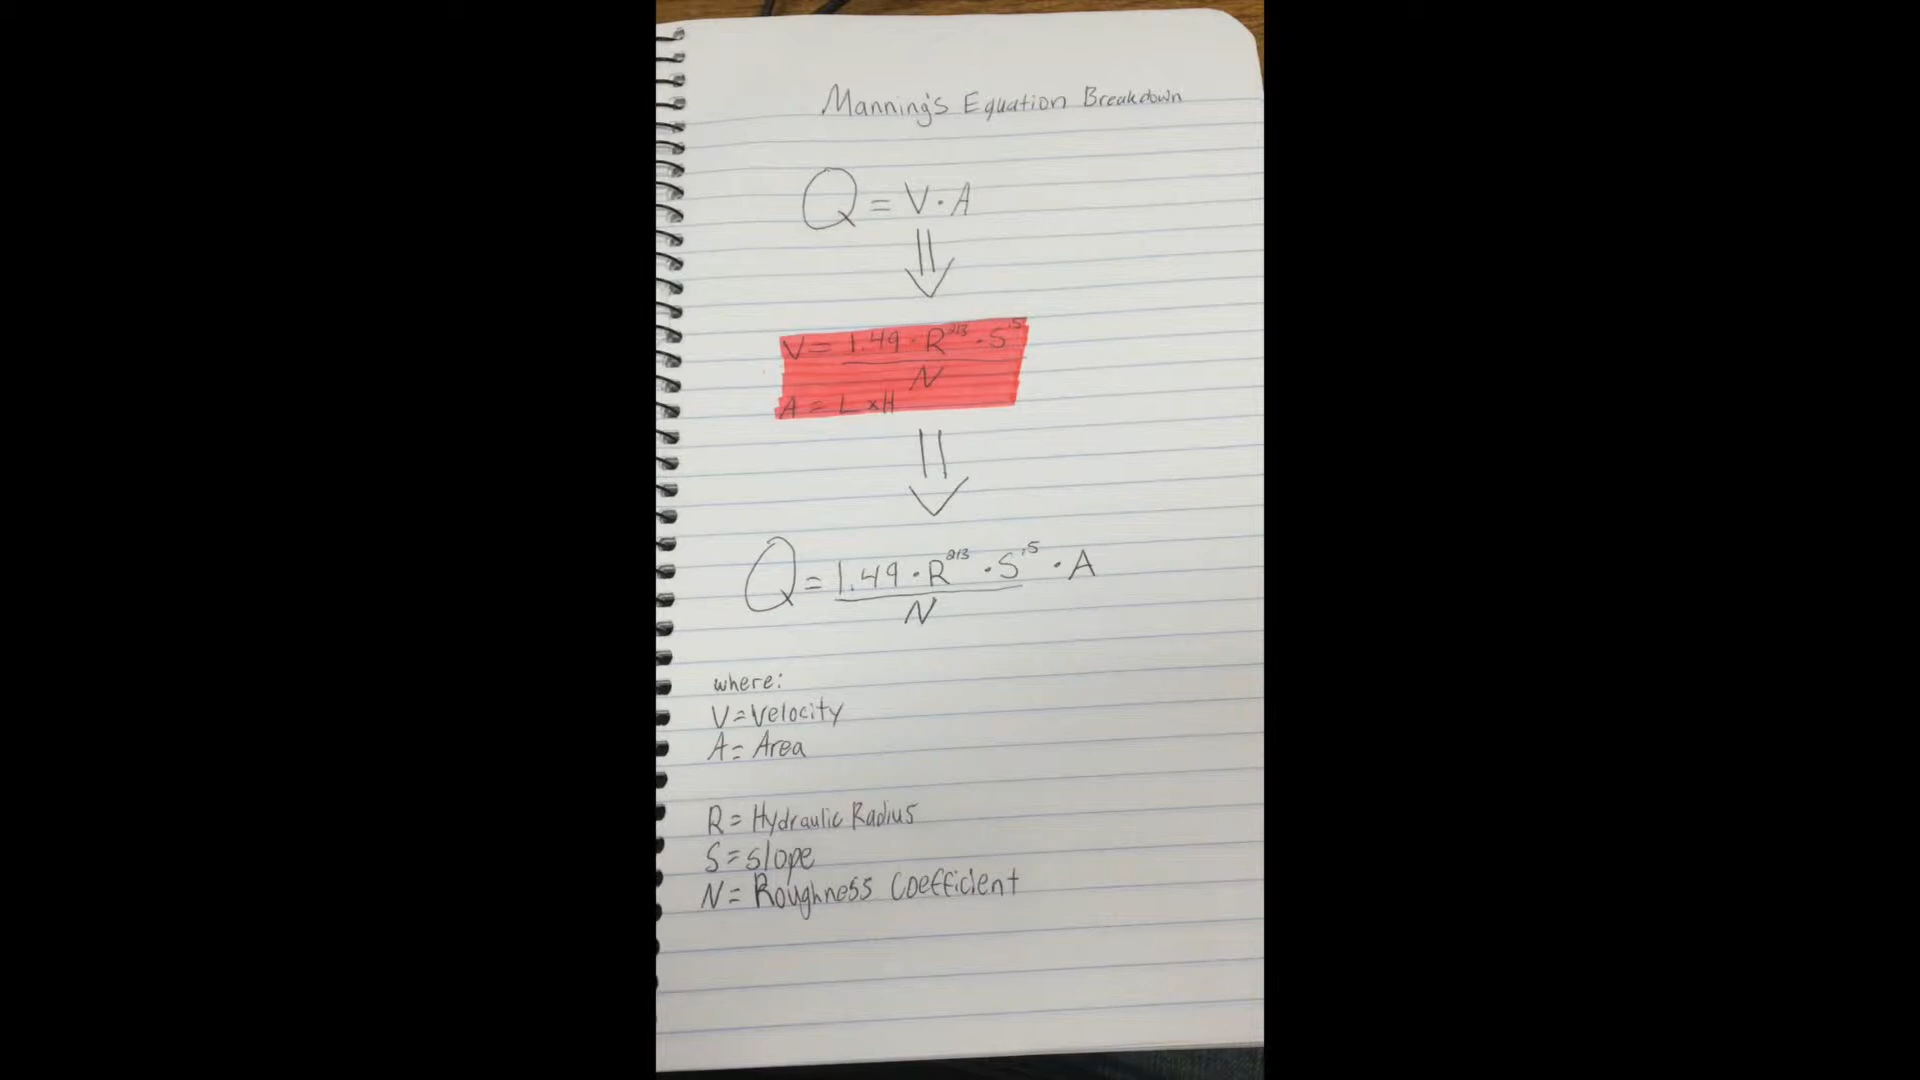 Manning's Equation Breakdown
Q = V · A
V = 1.49 · R^2/3 · S^.5
N
A = L x H
Q = 1.49 · R^2/3 · S^.5 · A
N
where:
V = Velocity
A = Area
R = Hydraulic Radius
S = slope
N = Roughness Coefficient